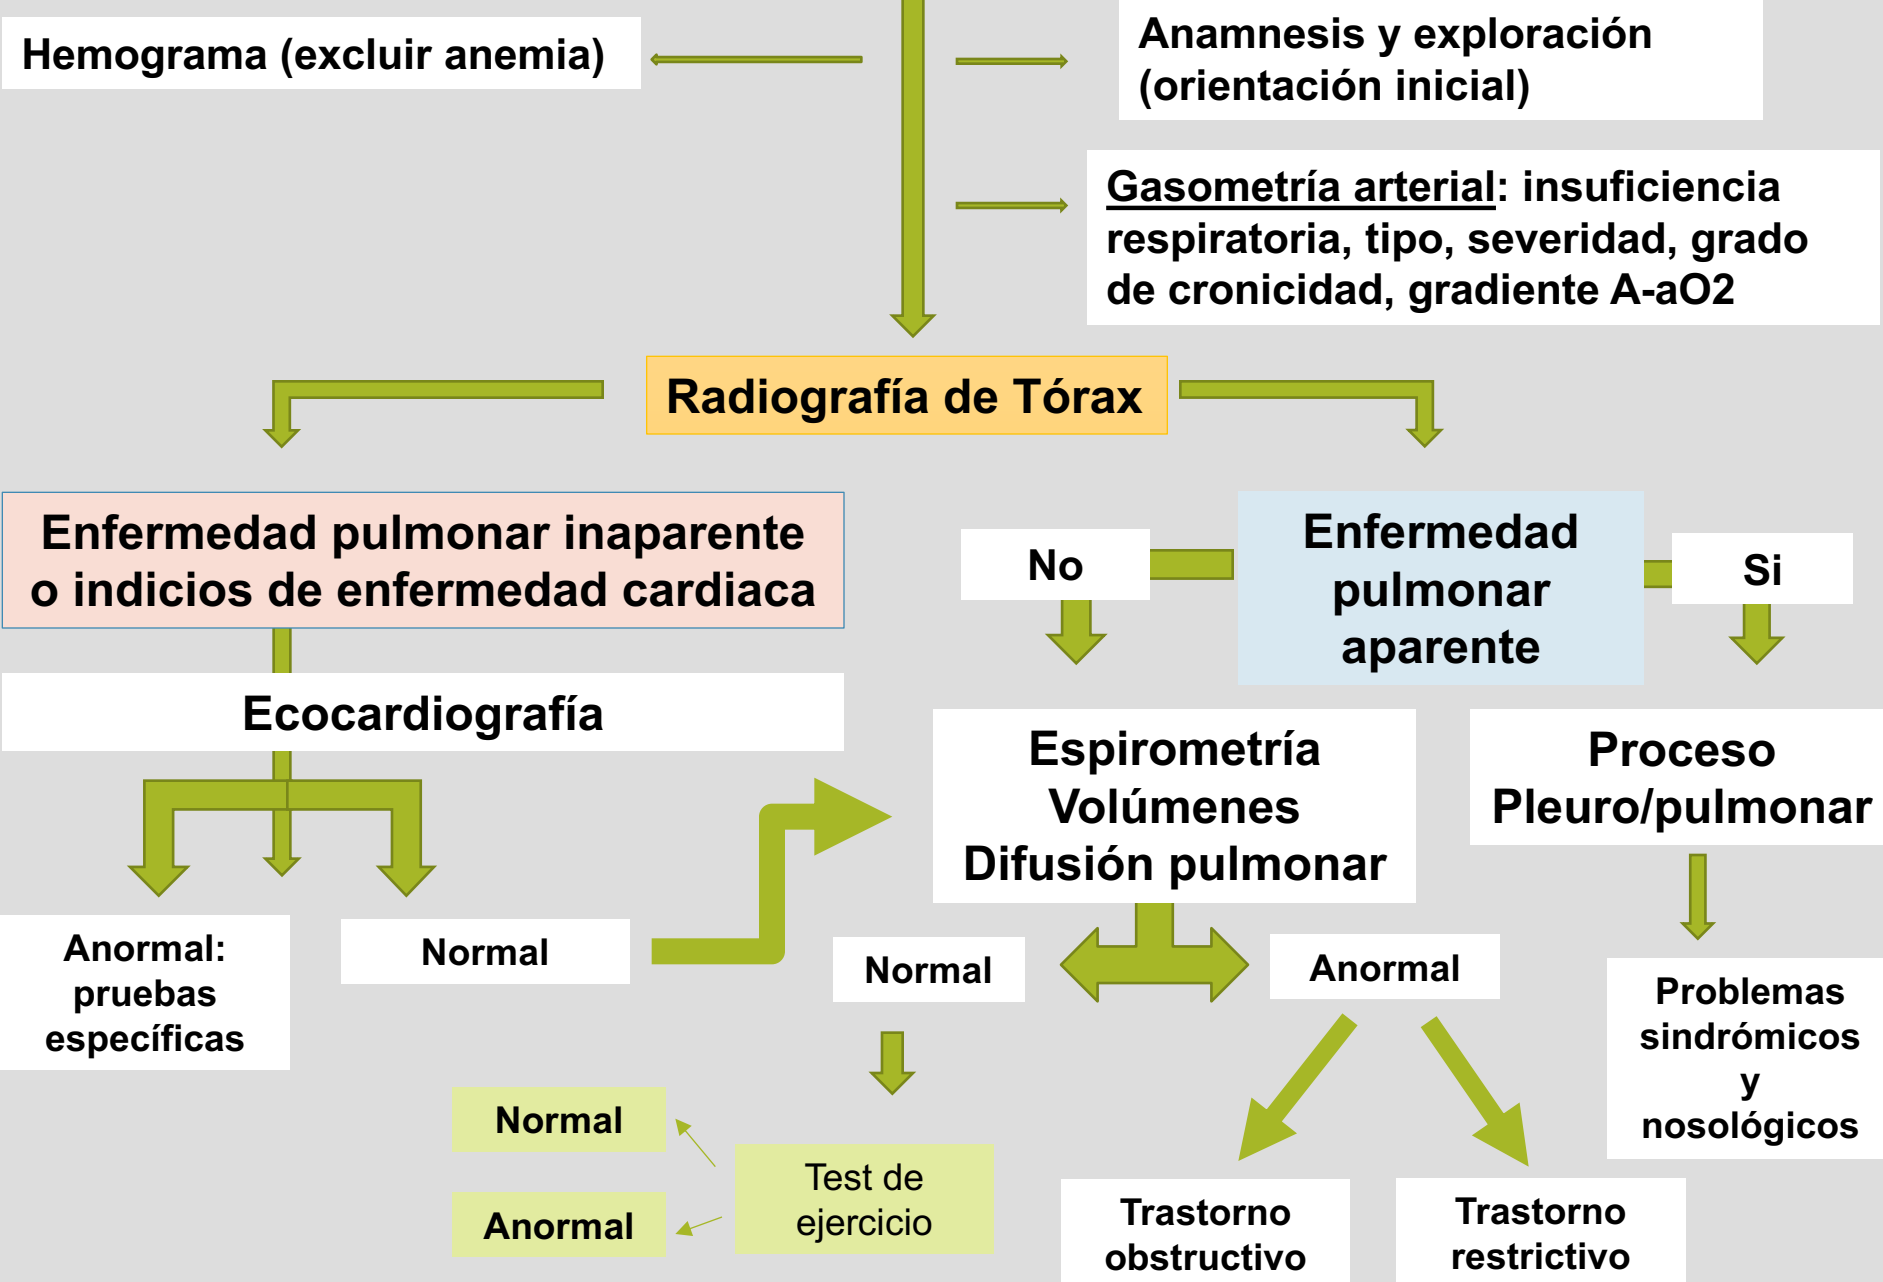 Hemograma (excluir anemia)
Anamnesis y exploración
(orientación inicial)
Gasometría arterial: insuficiencia
respiratoria, tipo, severidad, grado
de cronicidad, gradiente A-aO2
Radiografía de Tórax
Enfermedad pulmonar inaparente
o indicios de enfermedad cardiaca
No
Enfermedad
pulmonar
aparente
Si
Ecocardiografía
Espirometría
Volúmenes
Difusión pulmonar
Proceso
Pleuro/pulmonar
Anormal:
pruebas
específicas
Normal
Normal
Anormal
Problemas
sindrómicos
y
nosológicos
Normal
Anormal
Test de
ejercicio
Trastorno
obstructivo
Trastorno
restrictivo